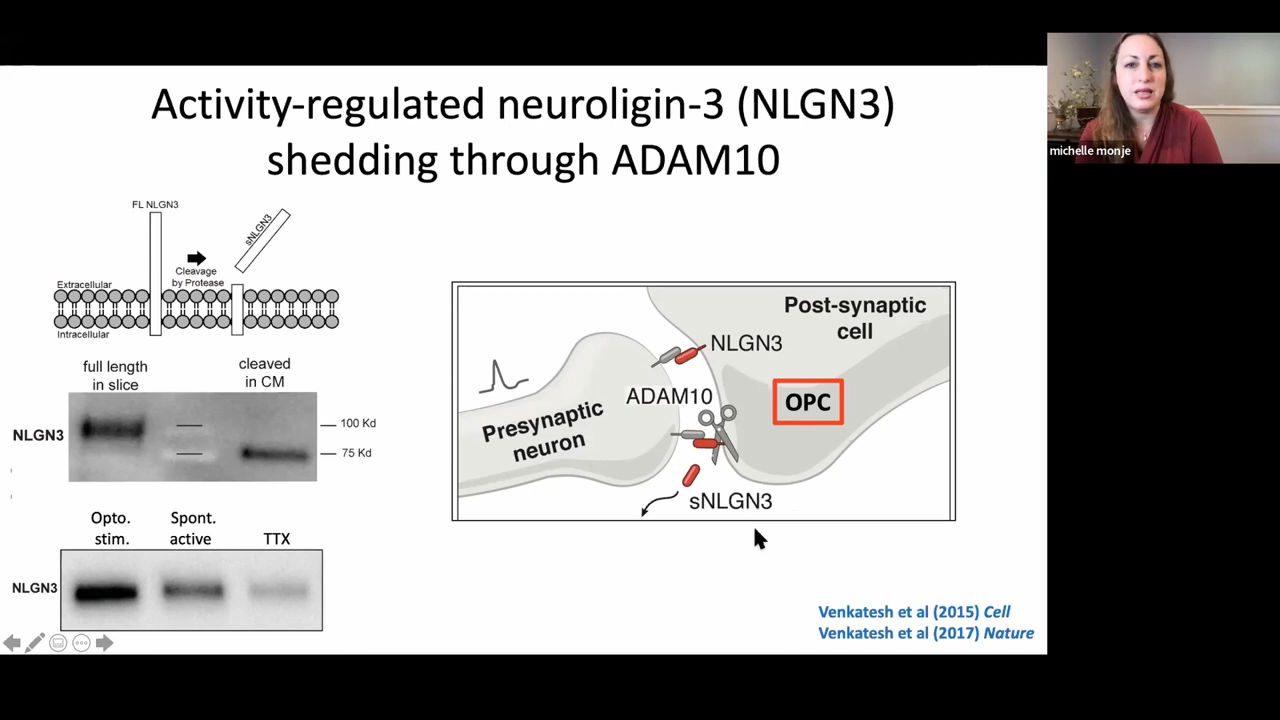 Activity-regulated neuroligin-3 (NLGN3)
shedding through ADAM10
michelle monje
FL NLGN3
sNLGN3
Cleavage
by Protease
Extracellular
Intracellular
full length
in slice
cleaved
in CM
NLGN3
100 Kd
75 Kd
Opto.
stim.
Spont.
active
TTX
NLGN3
Post-synaptic
cell
NLGN3
ADAM10
OPC
Presynaptic
neuron
sNLGN3
Venkatesh et al (2015) Cell
Venkatesh et al (2017) Nature